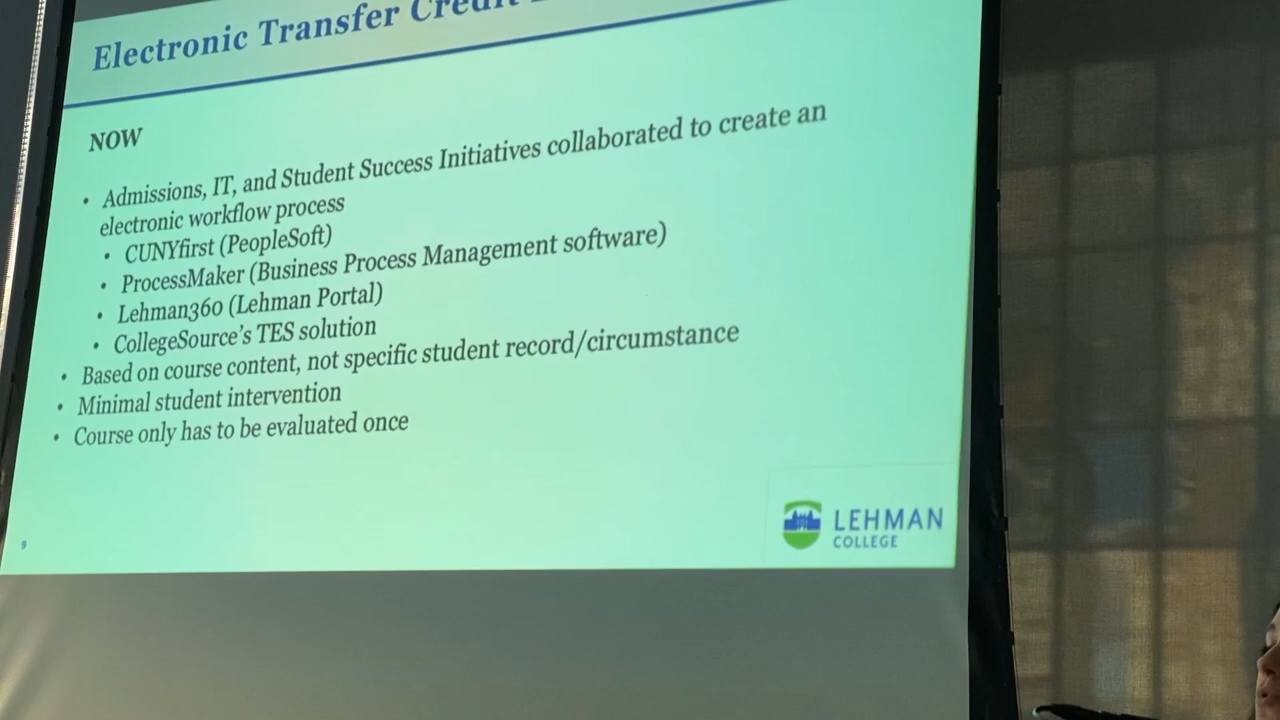 Electronic Transfer Credit
NOW
• Admissions, IT, and Student Success Initiatives collaborated to create an
electronic workflow process
• CUNYfirst (PeopleSoft)
• ProcessMaker (Business Process Management software)
• Lehman360 (Lehman Portal)
• CollegeSource's TES solution
• Based on course content, not specific student record/circumstance
• Minimal student intervention
• Course only has to be evaluated once
9
LEHMAN
COLLEGE